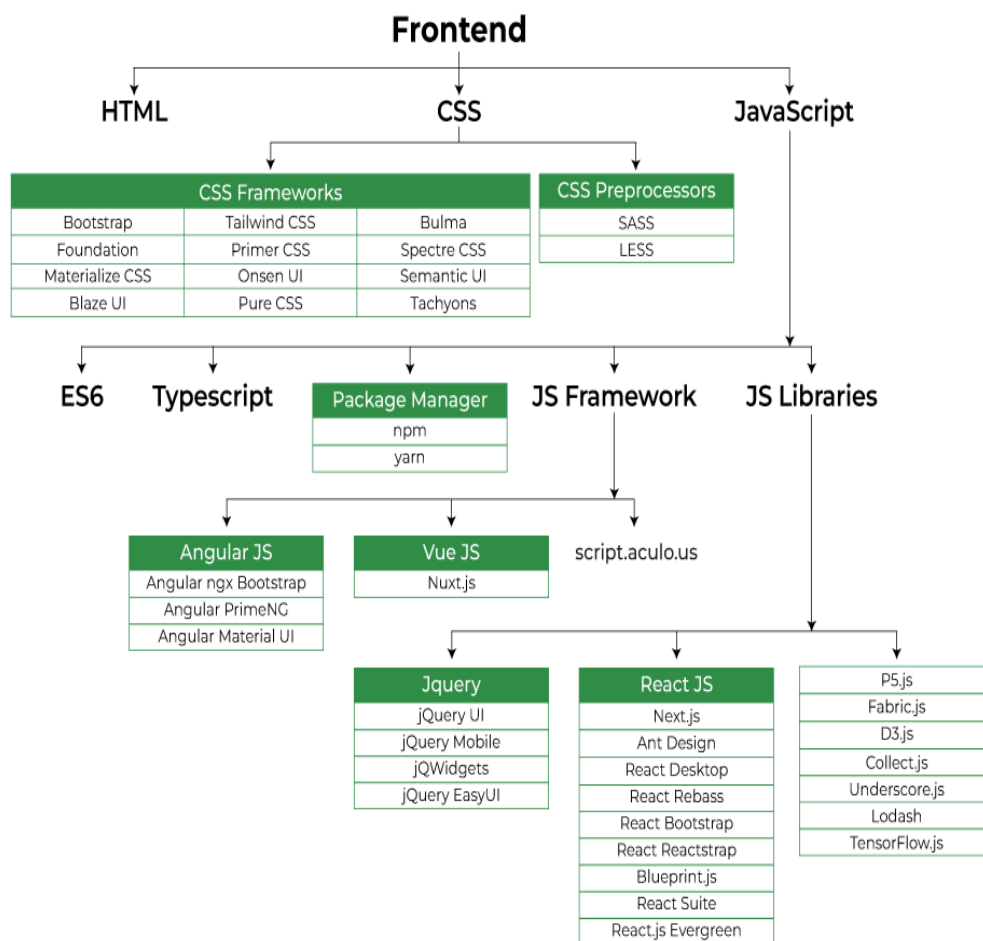 Frontend
HTML
CSS
JavaScript
CSS Frameworks
Bootstrap
Tailwind CSS
Bulma
Foundation
Primer CSS
Spectre CSS
Materialize CSS
Onsen UI
Semantic UI
Blaze UI
Pure CSS
Tachyons
CSS Preprocessors
SASS
LESS
ES6
Typescript
Package Manager
npm
yarn
JS Framework
JS Libraries
Angular JS
Angular ngx Bootstrap
Angular PrimeNG
Angular Material UI
Vue JS
Nuxt.js
script.aculo.us
Jquery
jQuery UI
jQuery Mobile
jQWidgets
jQuery EasyUI
React JS
Next.js
Ant Design
React Desktop
React Rebass
React Bootstrap
React Reactstrap
Blueprint.js
React Suite
React.js Evergreen
P5.js
Fabric.js
D3.js
Collect.js
Underscore.js
Lodash
TensorFlow.js